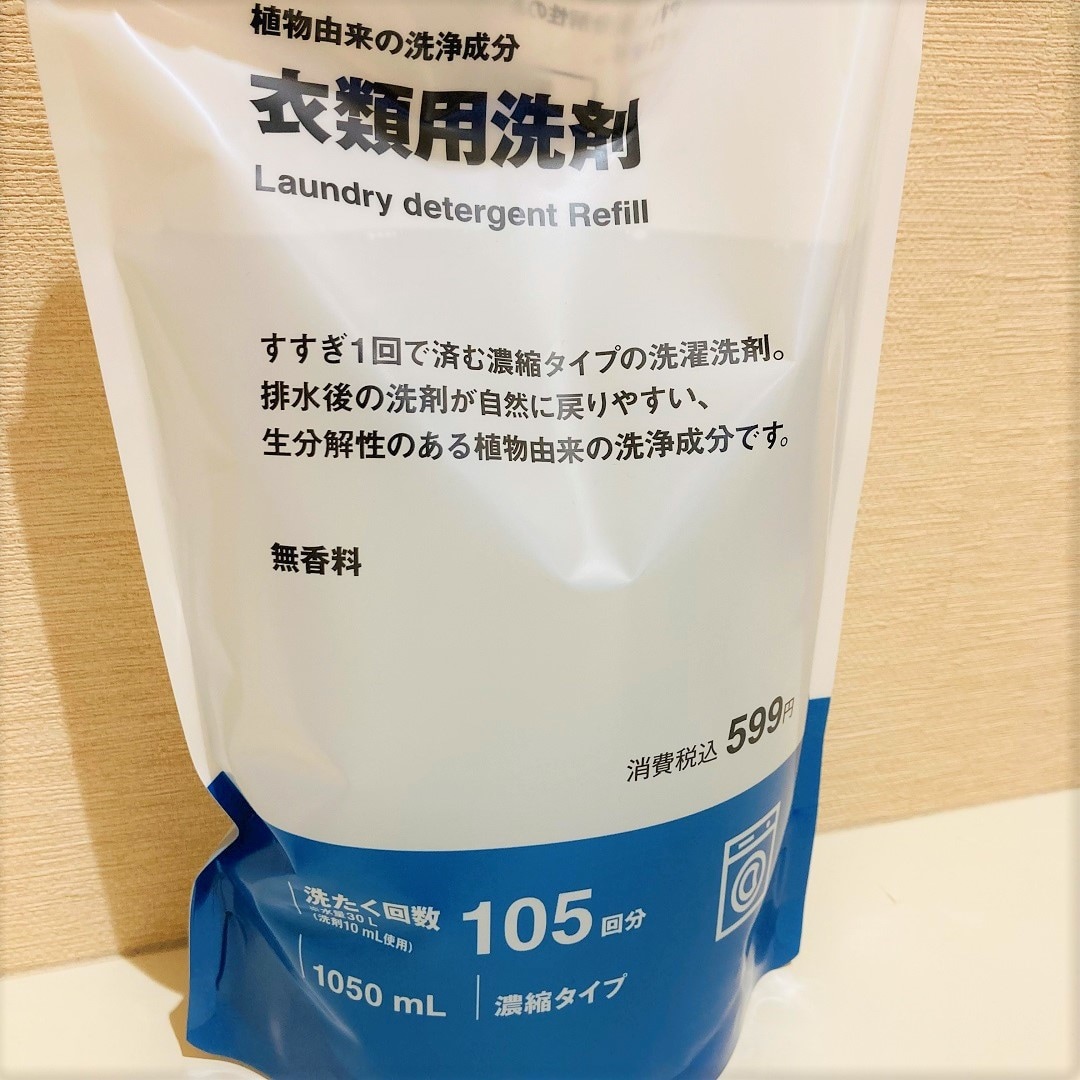 植物由来の洗浄成分
衣類用洗剤
Laundry detergent Refill
すすぎ1回で済む濃縮タイプの洗濯洗剤。
排水後の洗剤が自然に戻りやすい、
生分解性のある植物由来の洗浄成分です。
無香料
消費税込 599円
洗たく回数 105回分
水量30L
(洗剤10mL使用)
1050 mL
濃縮タイプ